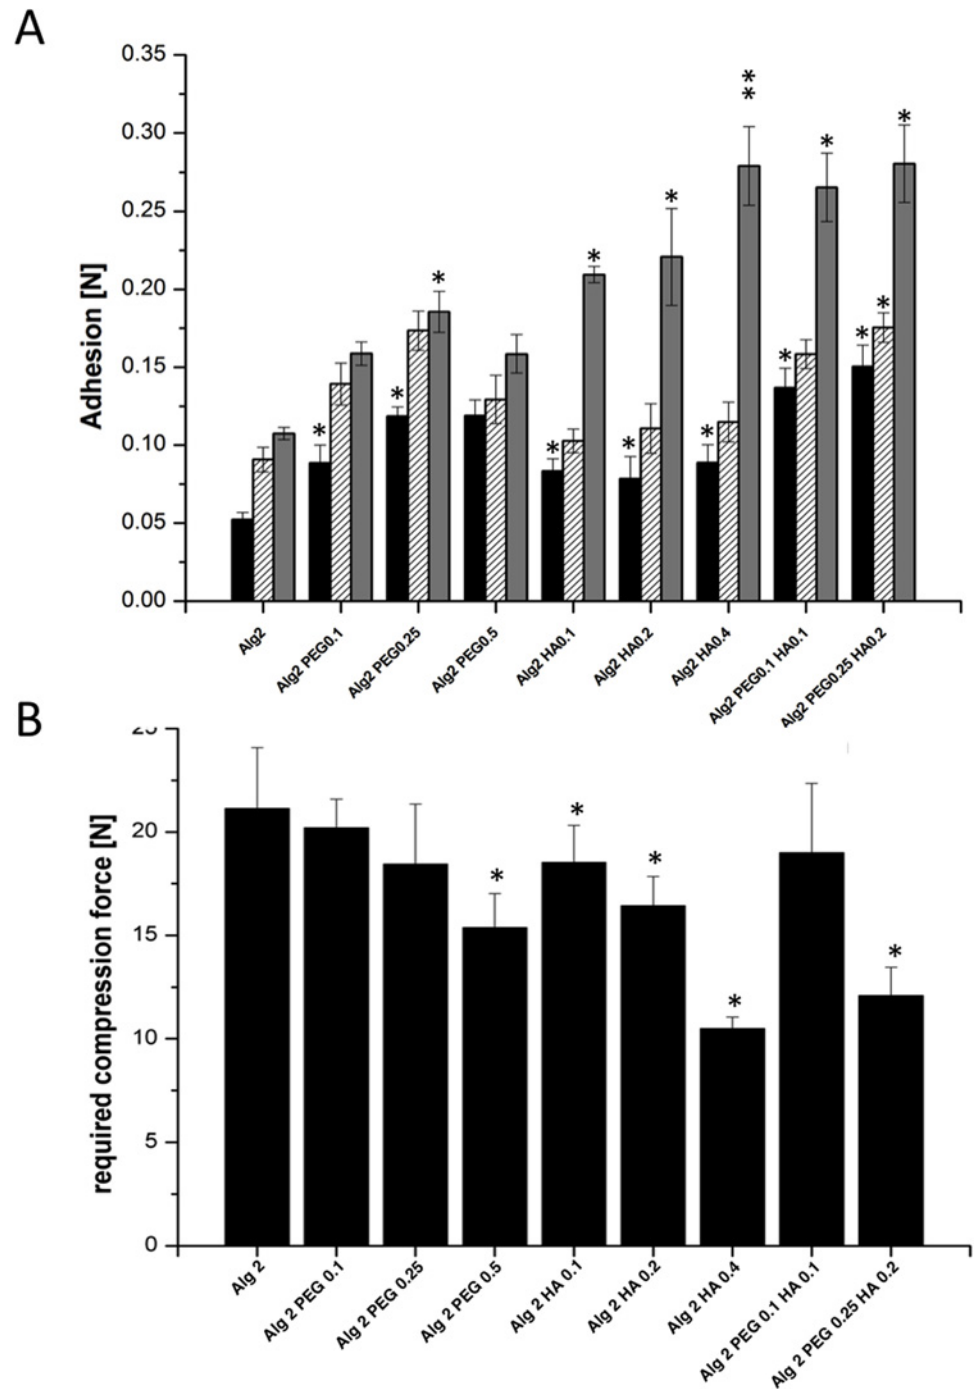 A
0.35
0.30
0.25
0.20
0.15
0.10
0.05
0.00
Adhesion [N]
* * * * * * ** * * * * * * * *
Alg2
Alg2 PEG0.1
Alg2 PEG0.25
Alg2 PEG0.5
Alg2 HA0.1
Alg2 HA0.2
Alg2 HA0.4
Alg2 PEG0.1 HA0.1
Alg2 PEG0.25 HA0.2
B
25
20
15
10
5
0
required compression force [N]
* * * * *
Alg 2
Alg 2 PEG 0.1
Alg 2 PEG 0.25
Alg 2 PEG 0.5
Alg 2 HA 0.1
Alg 2 HA 0.2
Alg 2 HA 0.4
Alg 2 PEG 0.1 HA 0.1
Alg 2 PEG 0.25 HA 0.2